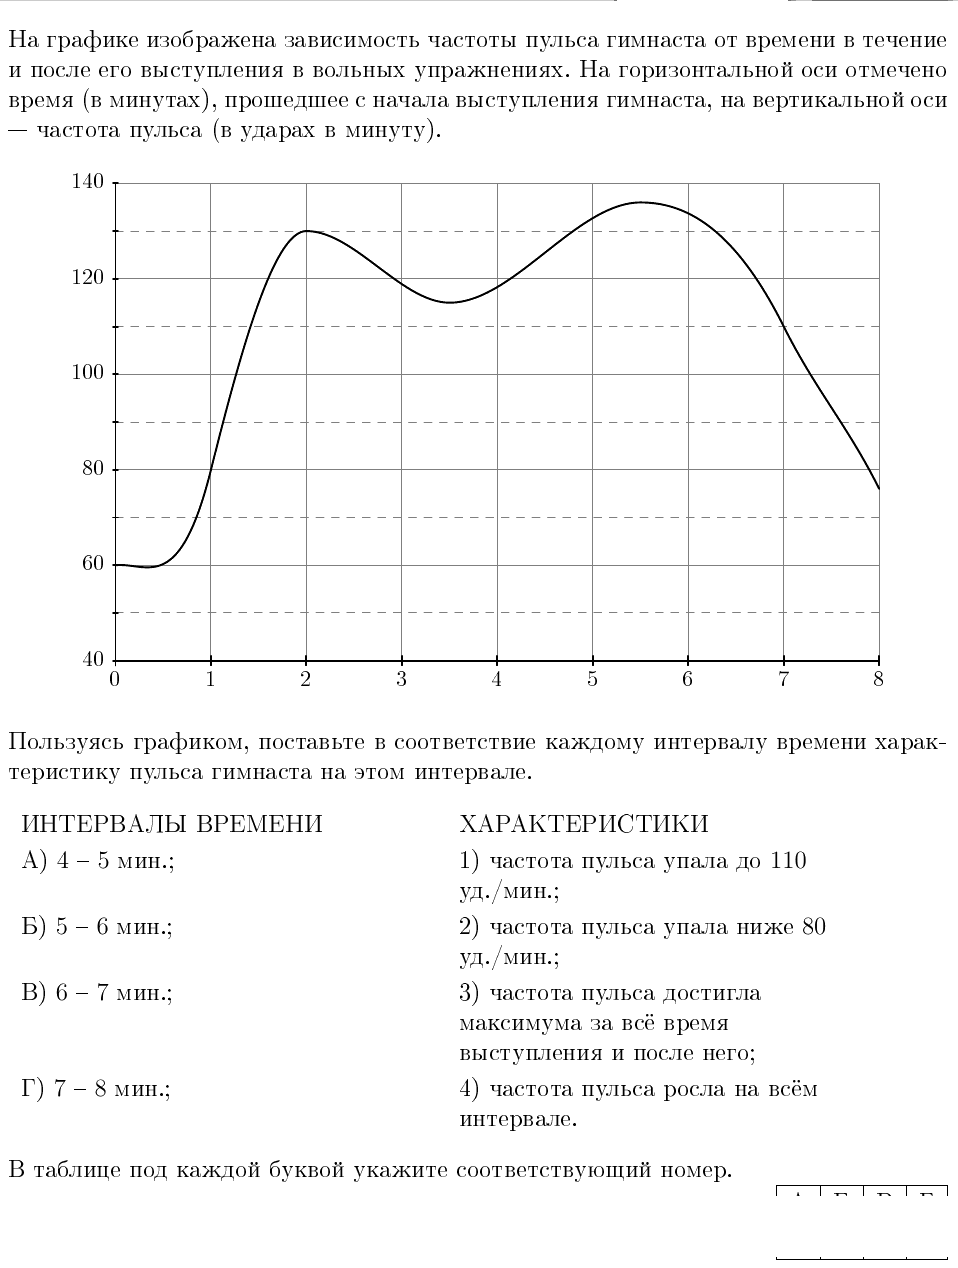 На графике изображена зависимость частоты пульса гимнаста от времени в течение
и после его выступления в вольных упражнениях. На горизонтальной оси отмечено
время (в минутах), прошедшее с начала выступления гимнаста, на вертикальной оси
— частота пульса (в ударах в минуту).
140
120
100
80
60
40
0 1 2 3 4 5 6 7 8
Пользуясь графиком, поставьте в соответствие каждому интервалу времени харак-
теристику пульса гимнаста на этом интервале.
ИНТЕРВАЛЫ ВРЕМЕНИ ХАРАКТЕРИСТИКИ
А) 4 – 5 мин.; 1) частота пульса упала до 110
уд./мин.;
Б) 5 – 6 мин.; 2) частота пульса упала ниже 80
уд./мин.;
В) 6 – 7 мин.; 3) частота пульса достигла
максимума за всё время
выступления и после него;
Г) 7 – 8 мин.; 4) частота пульса росла на всём
интервале.
В таблице под каждой буквой укажите соответствующий номер.